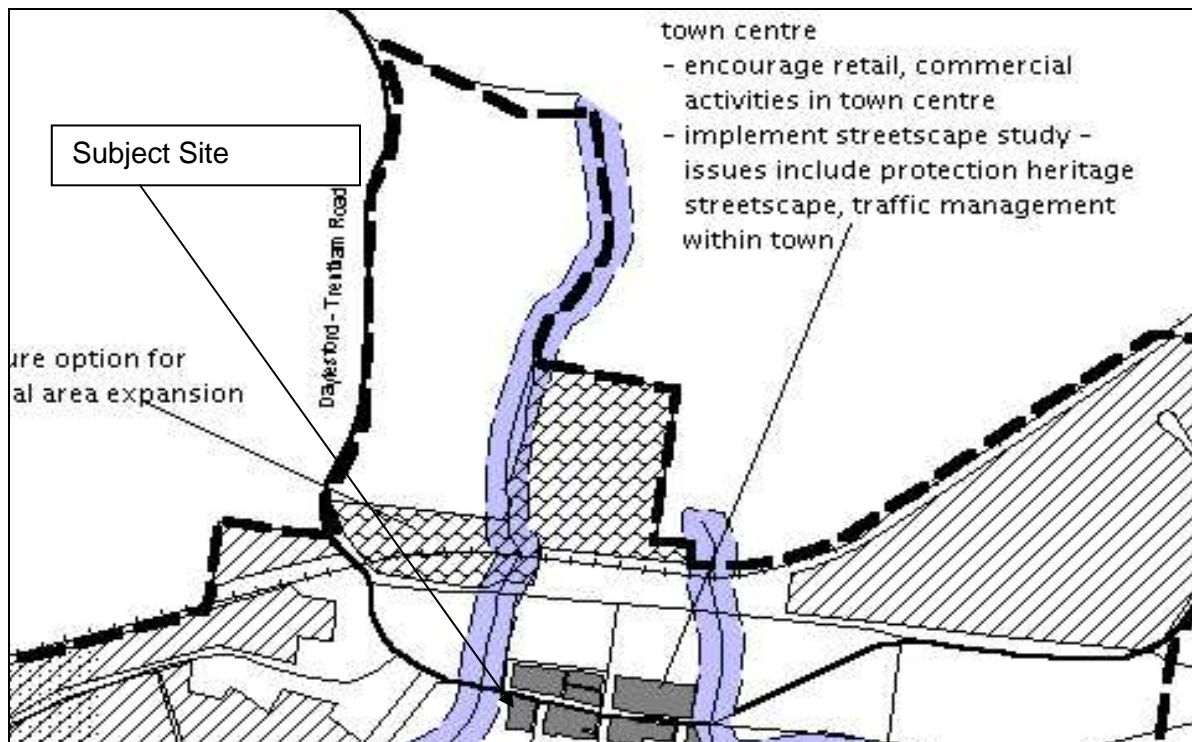 town centre
- encourage retail, commercial
activities in town centre
- implement streetscape study -
issues include protection heritage
streetscape, traffic management
within town
Subject Site
Daylesford - Trentham Road
ure option for
al area expansion